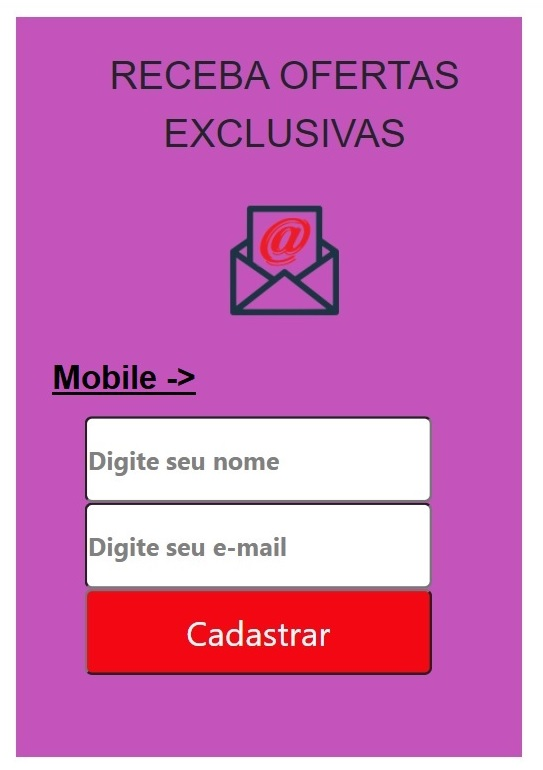 RECEBA OFERTAS
EXCLUSIVAS
@
Mobile ->
Digite seu nome
Digite seu e-mail
Cadastrar